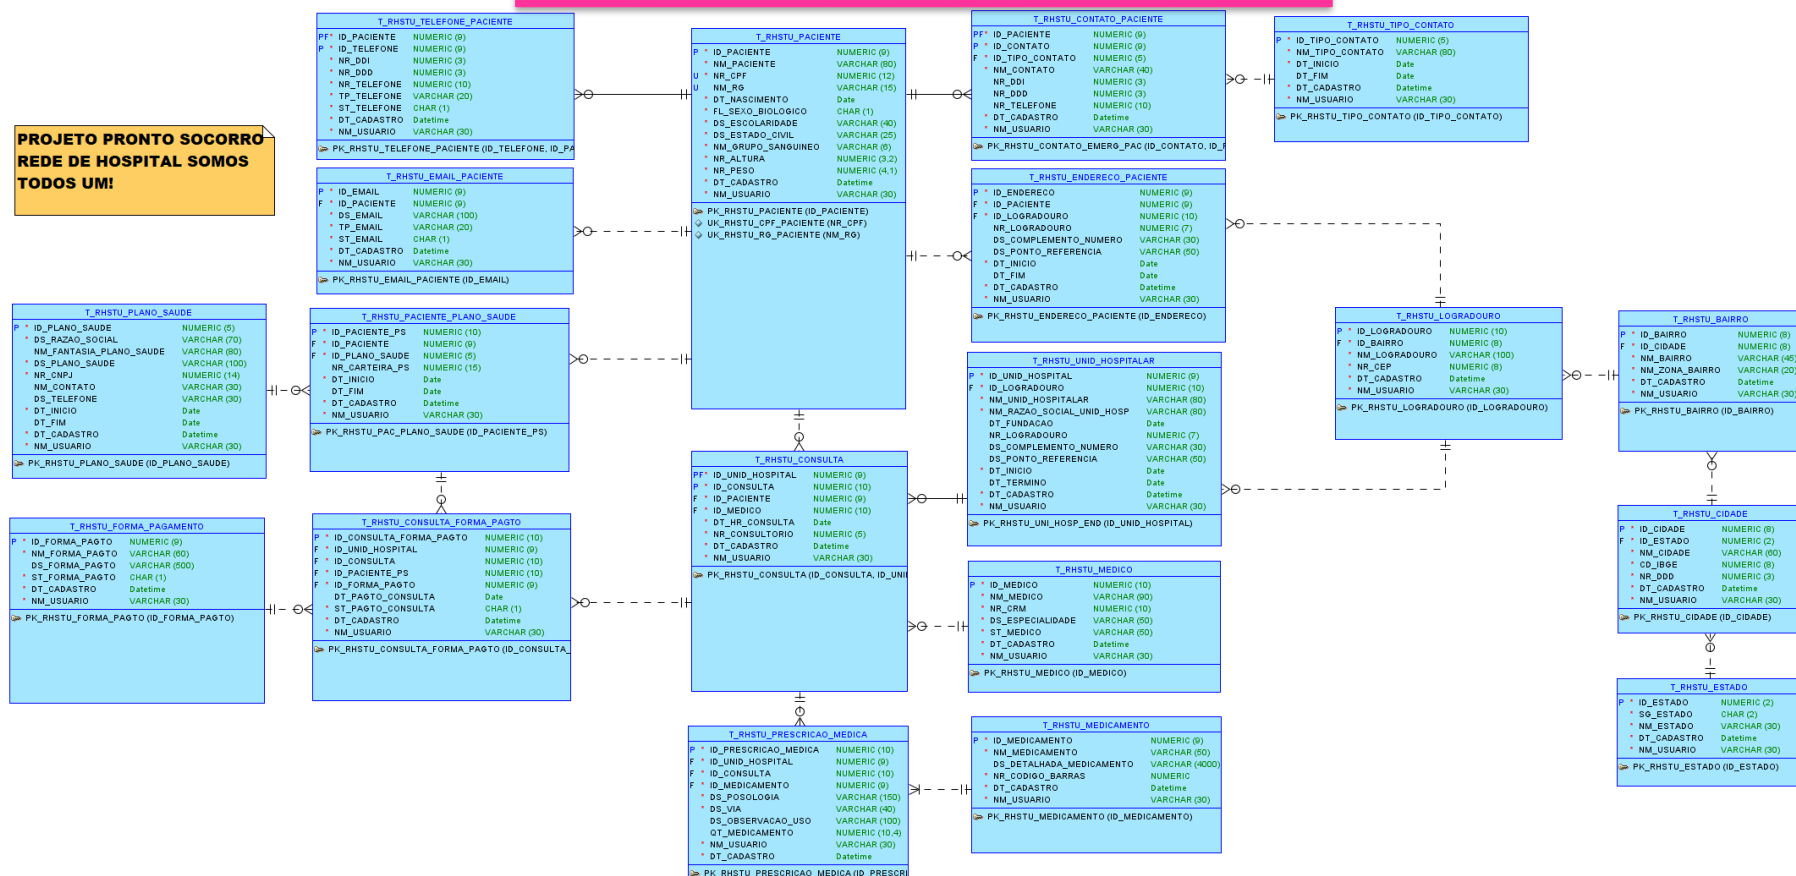 PROJETO PRONTO SOCORRO
REDE DE HOSPITAL SOMOS
TODOS UM!
T_RHSTU_TELEFONE_PACIENTE
PF* ID_PACIENTE NUMERIC (9)
P * ID_TELEFONE NUMERIC (9)
* NR_DDI NUMERIC (3)
* NR_DDD NUMERIC (3)
* NR_TELEFONE NUMERIC (10)
* TP_TELEFONE VARCHAR (20)
* ST_TELEFONE CHAR (1)
* DT_CADASTRO Datetime
* NM_USUARIO VARCHAR (30)
PK_RHSTU_TELEFONE_PACIENTE (ID_TELEFONE, ID_PA
T_RHSTU_EMAIL_PACIENTE
P * ID_EMAIL NUMERIC (9)
F * ID_PACIENTE NUMERIC (9)
* DS_EMAIL VARCHAR (100)
* TP_EMAIL VARCHAR (20)
* ST_EMAIL CHAR (1)
* DT_CADASTRO Datetime
* NM_USUARIO VARCHAR (30)
PK_RHSTU_EMAIL_PACIENTE (ID_EMAIL)
T_RHSTU_PACIENTE
P * ID_PACIENTE NUMERIC (9)
* NM_PACIENTE VARCHAR (80)
U * NR_CPF NUMERIC (12)
U NM_RG VARCHAR (15)
* DT_NASCIMENTO Date
* FL_SEXO_BIOLOGICO CHAR (1)
* DS_ESCOLARIDADE VARCHAR (40)
* DS_ESTADO_CIVIL VARCHAR (25)
* NM_GRUPO_SANGUINEO VARCHAR (6)
* NR_ALTURA NUMERIC (3,2)
* NR_PESO NUMERIC (4,1)
* DT_CADASTRO Datetime
* NM_USUARIO VARCHAR (30)
PK_RHSTU_PACIENTE (ID_PACIENTE)
UK_RHSTU_CPF_PACIENTE (NR_CPF)
UK_RHSTU_RG_PACIENTE (NM_RG)
T_RHSTU_CONTATO_PACIENTE
PF* ID_PACIENTE NUMERIC (9)
P * ID_CONTATO NUMERIC (9)
F * ID_TIPO_CONTATO NUMERIC (5)
* NM_CONTATO VARCHAR (40)
NR_DDI NUMERIC (3)
NR_DDD NUMERIC (3)
NR_TELEFONE NUMERIC (10)
* DT_CADASTRO Datetime
* NM_USUARIO VARCHAR (30)
PK_RHSTU_CONTATO_EMERG_PAC (ID_CONTATO, ID_F
T_RHSTU_TIPO_CONTATO
P * ID_TIPO_CONTATO NUMERIC (5)
* NM_TIPO_CONTATO VARCHAR (80)
* DT_INICIO Date
DT_FIM Date
* DT_CADASTRO Datetime
* NM_USUARIO VARCHAR (30)
PK_RHSTU_TIPO_CONTATO (ID_TIPO_CONTATO)
T_RHSTU_ENDERECO_PACIENTE
P * ID_ENDERECO NUMERIC (9)
F * ID_PACIENTE NUMERIC (9)
F * ID_LOGRADOURO NUMERIC (10)
NR_LOGRADOURO NUMERIC (7)
DS_COMPLEMENTO_NUMERO VARCHAR (30)
DS_PONTO_REFERENCIA VARCHAR (50)
* DT_INICIO Date
DT_FIM Date
* DT_CADASTRO Datetime
* NM_USUARIO VARCHAR (30)
PK_RHSTU_ENDERECO_PACIENTE (ID_ENDERECO)
T_RHSTU_PLANO_SAUDE
P * ID_PLANO_SAUDE NUMERIC (5)
* DS_RAZAO_SOCIAL VARCHAR (70)
NM_FANTASIA_PLANO_SAUDE VARCHAR (80)
* DS_PLANO_SAUDE VARCHAR (100)
* NR_CNPJ NUMERIC (14)
NM_CONTATO VARCHAR (30)
DS_TELEFONE VARCHAR (30)
* DT_INICIO Date
DT_FIM Date
* DT_CADASTRO Datetime
* NM_USUARIO VARCHAR (30)
PK_RHSTU_PLANO_SAUDE (ID_PLANO_SAUDE)
T_RHSTU_PACIENTE_PLANO_SAUDE
P * ID_PACIENTE_PS NUMERIC (10)
F * ID_PACIENTE NUMERIC (9)
F * ID_PLANO_SAUDE NUMERIC (5)
NR_CARTEIRA_PS NUMERIC (15)
* DT_INICIO Date
DT_FIM Date
* DT_CADASTRO Datetime
* NM_USUARIO VARCHAR (30)
PK_RHSTU_PAC_PLANO_SAUDE (ID_PACIENTE_PS)
T_RHSTU_UNID_HOSPITALAR
P * ID_UNID_HOSPITAL NUMERIC (9)
F * ID_LOGRADOURO NUMERIC (10)
* NM_UNID_HOSPITALAR VARCHAR (80)
* NM_RAZAO_SOCIAL_UNID_HOSP VARCHAR (80)
DT_FUNDACAO Date
NR_LOGRADOURO NUMERIC (7)
DS_COMPLEMENTO_NUMERO VARCHAR (30)
DS_PONTO_REFERENCIA VARCHAR (50)
* DT_INICIO Date
DT_TERMINO Date
* DT_CADASTRO Datetime
* NM_USUARIO VARCHAR (30)
PK_RHSTU_UNI_HOSP_END (ID_UNID_HOSPITAL)
T_RHSTU_LOGRADOURO
P * ID_LOGRADOURO NUMERIC (10)
F * ID_BAIRRO NUMERIC (8)
* NM_LOGRADOURO VARCHAR (100)
* NR_CEP NUMERIC (8)
* DT_CADASTRO Datetime
* NM_USUARIO VARCHAR (30)
PK_RHSTU_LOGRADOURO (ID_LOGRADOURO)
T_RHSTU_BAIRRO
P * ID_BAIRRO NUMERIC (8)
F * ID_CIDADE NUMERIC (8)
* NM_BAIRRO VARCHAR (45)
* NM_ZONA_BAIRRO VARCHAR (20)
* DT_CADASTRO Datetime
* NM_USUARIO VARCHAR (30)
PK_RHSTU_BAIRRO (ID_BAIRRO)
T_RHSTU_CONSULTA
PF* ID_UNID_HOSPITAL NUMERIC (9)
P * ID_CONSULTA NUMERIC (10)
F * ID_PACIENTE NUMERIC (9)
F * ID_MEDICO NUMERIC (10)
* DT_HR_CONSULTA Date
* NR_CONSULTORIO NUMERIC (5)
* DT_CADASTRO Datetime
* NM_USUARIO VARCHAR (30)
PK_RHSTU_CONSULTA (ID_CONSULTA, ID_UNI
T_RHSTU_FORMA_PAGAMENTO
P * ID_FORMA_PAGTO NUMERIC (9)
* NM_FORMA_PAGTO VARCHAR (60)
DS_FORMA_PAGTO VARCHAR (500)
* ST_FORMA_PAGTO CHAR (1)
* DT_CADASTRO Datetime
* NM_USUARIO VARCHAR (30)
PK_RHSTU_FORMA_PAGTO (ID_FORMA_PAGTO)
T_RHSTU_CONSULTA_FORMA_PAGTO
P * ID_CONSULTA_FORMA_PAGTO NUMERIC (10)
F * ID_UNID_HOSPITAL NUMERIC (9)
F * ID_CONSULTA NUMERIC (10)
F * ID_PACIENTE_PS NUMERIC (10)
F * ID_FORMA_PAGTO NUMERIC (9)
DT_PAGTO_CONSULTA Date
* ST_PAGTO_CONSULTA CHAR (1)
* DT_CADASTRO Datetime
* NM_USUARIO VARCHAR (30)
PK_RHSTU_CONSULTA_FORMA_PAGTO (ID_CONSULTA_
T_RHSTU_MEDICO
P * ID_MEDICO NUMERIC (10)
* NM_MEDICO VARCHAR (90)
* NR_CRM NUMERIC (10)
* DS_ESPECIALIDADE VARCHAR (50)
* ST_MEDICO VARCHAR (50)
* DT_CADASTRO Datetime
* NM_USUARIO VARCHAR (30)
PK_RHSTU_MEDICO (ID_MEDICO)
T_RHSTU_CIDADE
P * ID_CIDADE NUMERIC (8)
F * ID_ESTADO NUMERIC (2)
* NM_CIDADE VARCHAR (60)
* CD_IBGE NUMERIC (8)
* NR_DDD NUMERIC (3)
* DT_CADASTRO Datetime
* NM_USUARIO VARCHAR (30)
PK_RHSTU_CIDADE (ID_CIDADE)
T_RHSTU_ESTADO
P * ID_ESTADO NUMERIC (2)
* SG_ESTADO CHAR (2)
* NM_ESTADO VARCHAR (30)
* DT_CADASTRO Datetime
* NM_USUARIO VARCHAR (30)
PK_RHSTU_ESTADO (ID_ESTADO)
T_RHSTU_PRESCRICAO_MEDICA
P * ID_PRESCRICAO_MEDICA NUMERIC (10)
F * ID_UNID_HOSPITAL NUMERIC (9)
F * ID_CONSULTA NUMERIC (10)
F * ID_MEDICAMENTO NUMERIC (9)
* DS_POSOLOGIA VARCHAR (150)
* DS_VIA VARCHAR (40)
DS_OBSERVACAO_USO VARCHAR (100)
QT_MEDICAMENTO NUMERIC (10,4)
* NM_USUARIO VARCHAR (30)
* DT_CADASTRO Datetime
PK_RHSTU_PRESCRICAO_MEDICA (ID_PRESCRI
T_RHSTU_MEDICAMENTO
P * ID_MEDICAMENTO NUMERIC (9)
* NM_MEDICAMENTO VARCHAR (50)
DS_DETALHADA_MEDICAMENTO VARCHAR (4000)
* NR_CODIGO_BARRAS NUMERIC
* DT_CADASTRO Datetime
* NM_USUARIO VARCHAR (30)
PK_RHSTU_MEDICAMENTO (ID_MEDICAMENTO)